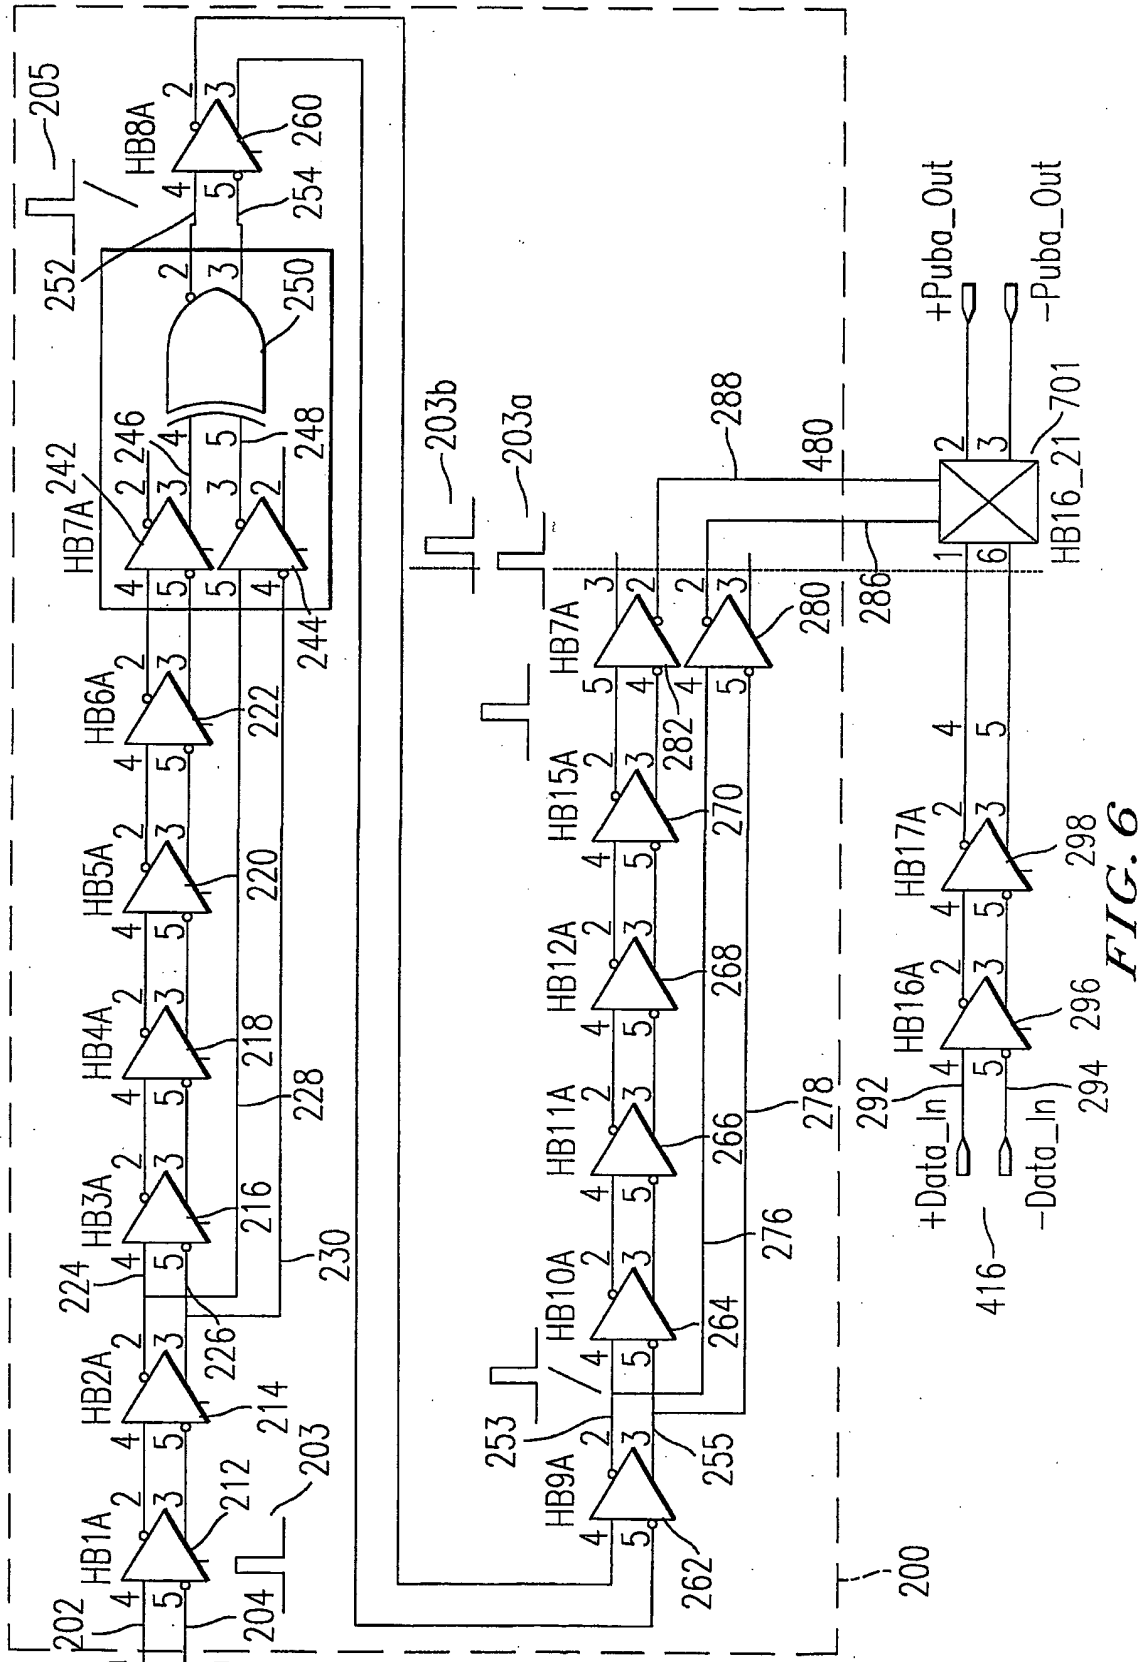 205
202 HB1A HB2A 224 HB3A HB4A HB5A HB6A HB7A 242 252 HB8A
4 2 4 2 4 2 4 2 4 2 4 2 4 2 246 2 4 2
5 3 5 3 5 3 5 3 5 3 5 3 5 3 4 3 5 3
204 212 214 226 216 218 220 222 5 3 5 248 250 254 260
4 2
203 230 228 244
203b
203a
HB9A 253 HB10A HB11A HB12A HB15A HB7A
4 2 4 2 4 2 4 2 4 2 5 3
5 3 5 3 5 3 5 3 5 3 4 2
262 255 264 266 268 270 282 4 2 288
5 3
276 278 280 480
200 286
292 HB16A HB17A
+Data_In 4 2 4 2 4 1 2 +Puba_Out
416 –Data_In 5 3 5 3 5 6 3 –Puba_Out
294 296 298 HB16_21 701
FIG. 6